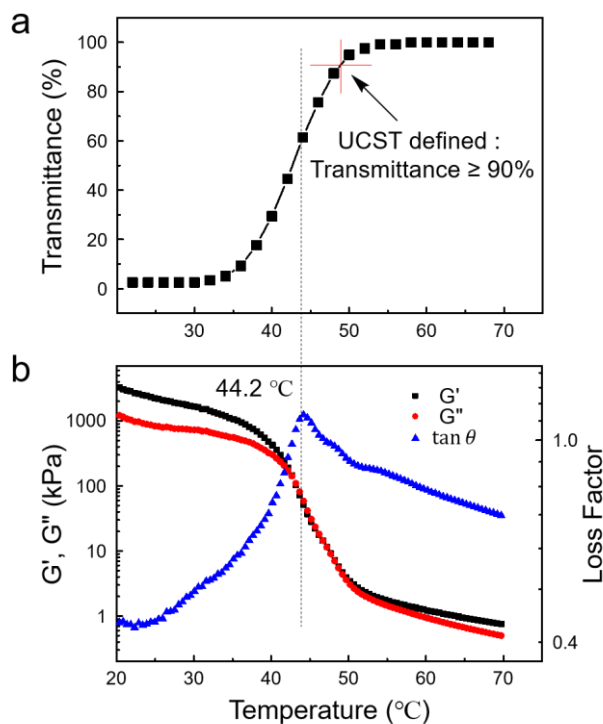 a
Transmittance (%)
100
80
60
40
20
0
UCST defined :
Transmittance ≥ 90%
30
40
50
60
70
b
G', G'' (kPa)
1000
100
10
1
44.2 °C
G'
G''
tan θ
1.0
0.4
Loss Factor
20
30
40
50
60
70
Temperature (℃)